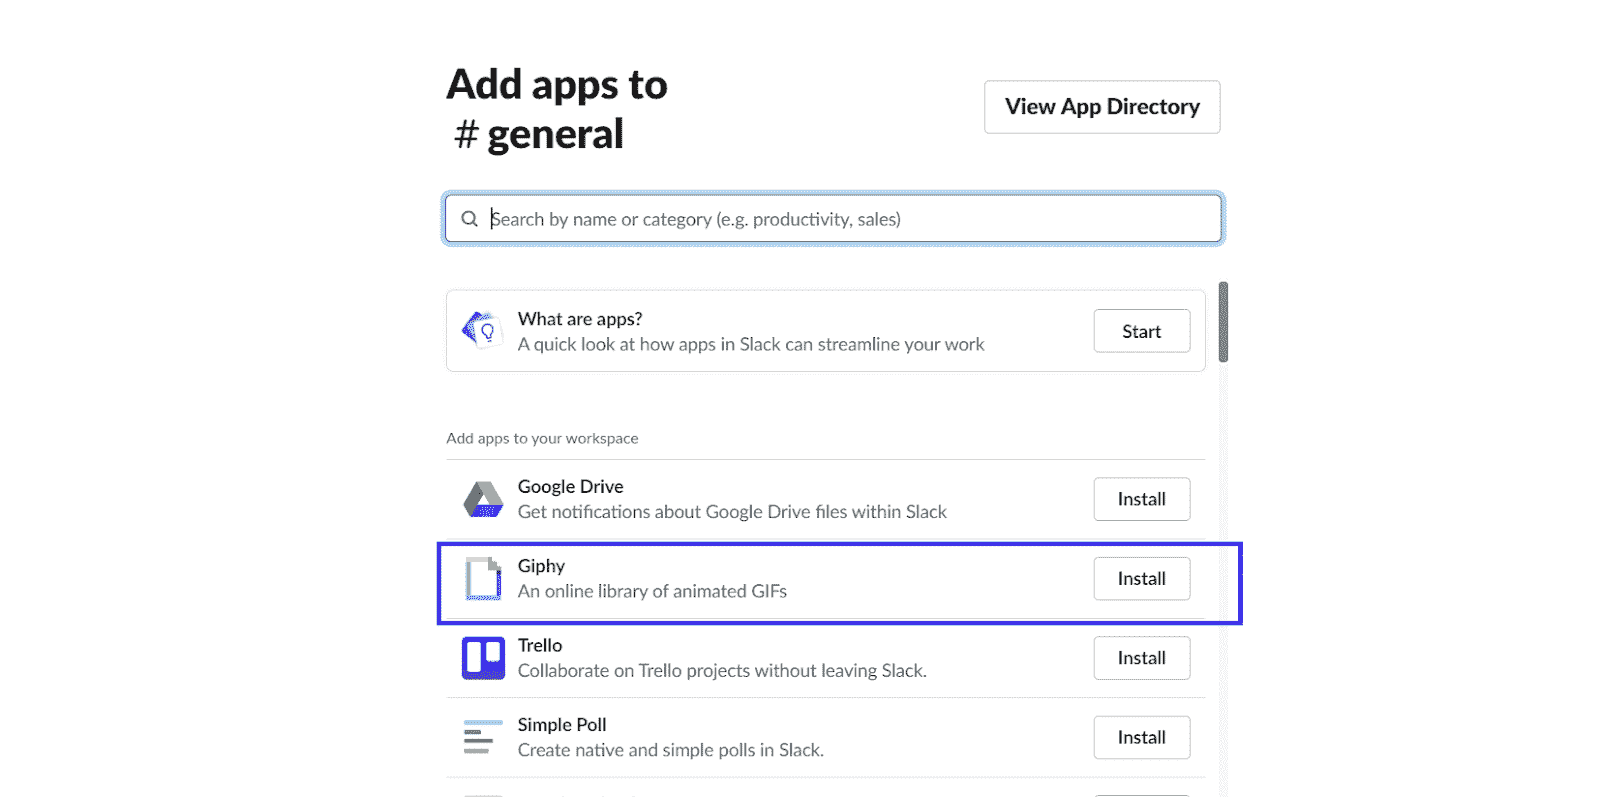 Add apps to
# general
View App Directory
Search by name or category (e.g. productivity, sales)
What are apps?
A quick look at how apps in Slack can streamline your work
Start
Add apps to your workspace
Google Drive
Get notifications about Google Drive files within Slack
Install
Giphy
An online library of animated GIFs
Install
Trello
Collaborate on Trello projects without leaving Slack.
Install
Simple Poll
Create native and simple polls in Slack.
Install